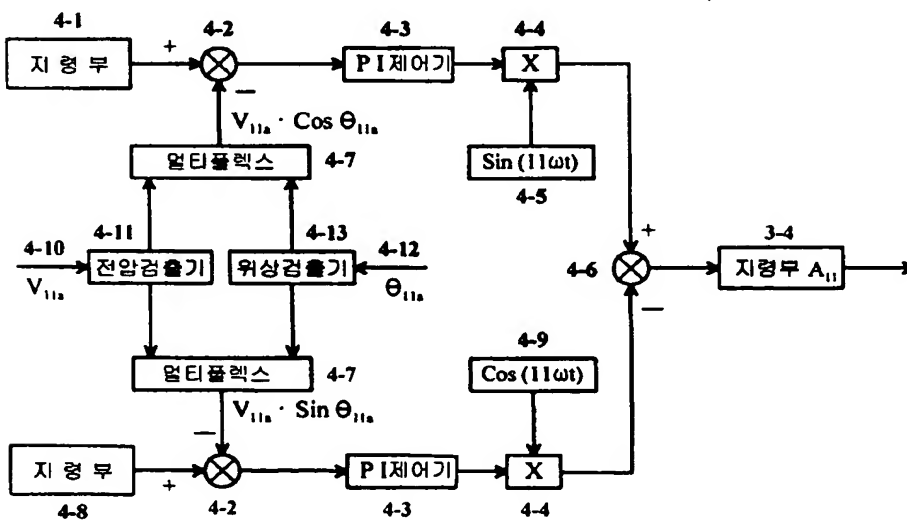 4-1
지령부
+
4-2
−
4-3
PI제어기
4-4
X
V₁₁ₐ · Cos Θ₁₁ₐ
멀티플렉스
4-7
Sin (11ωt)
4-5
4-10
V₁₁ₐ
4-11
전압검출기
4-13
위상검출기
4-12
Θ₁₁ₐ
+
4-6
−
3-4
지령부 A₁₁
멀티플렉스
4-7
4-9
Cos (11ωt)
V₁₁ₐ · Sin Θ₁₁ₐ
−
지령부
4-8
+
4-2
PI제어기
4-3
X
4-4